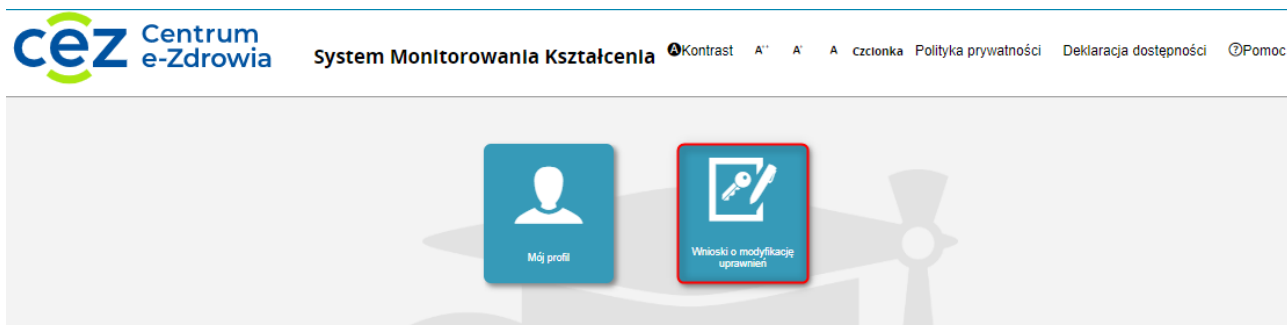 cez Centrum e-Zdrowia
System Monitorowania Kształcenia
Kontrast A++ A+ A Czcionka Polityka prywatności Deklaracja dostępności Pomoc
Mój profil
Wnioski o modyfikację
uprawnień